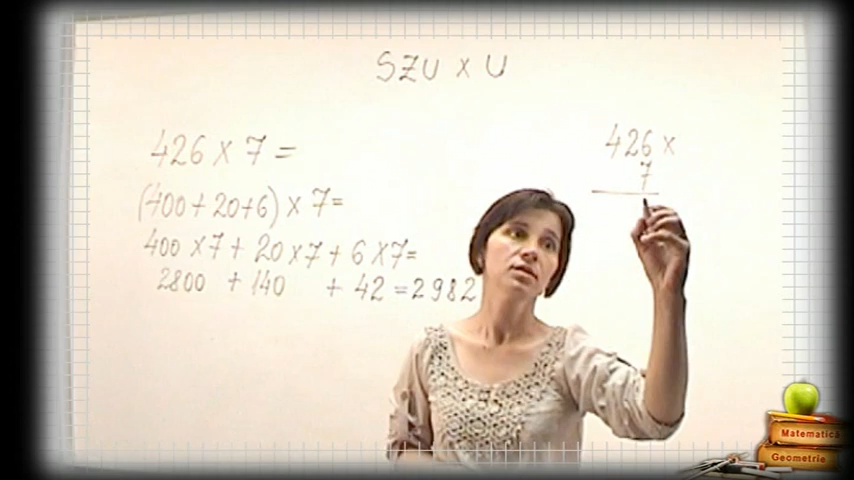 SZU x U
426 x 7 =
(400 + 20 + 6) x 7 =
400 x 7 + 20 x 7 + 6 x 7 =
2800 + 140 + 42 = 2982
426 x
7
Matematică
Geometrie